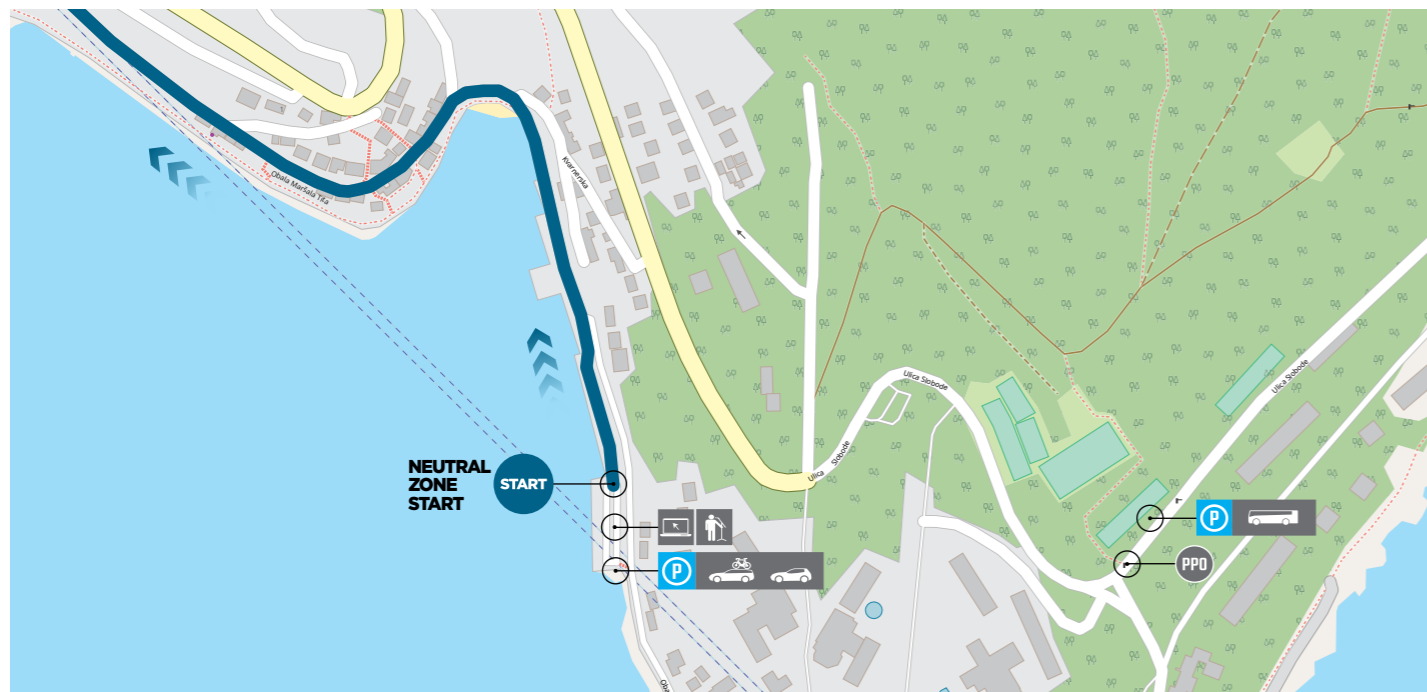 Obala Maršala Tita
Kvarnerska
Ulica Slobode
Ulica Slobode
Ulica Slobode
NEUTRAL
ZONE
START
START
P
P
PPO